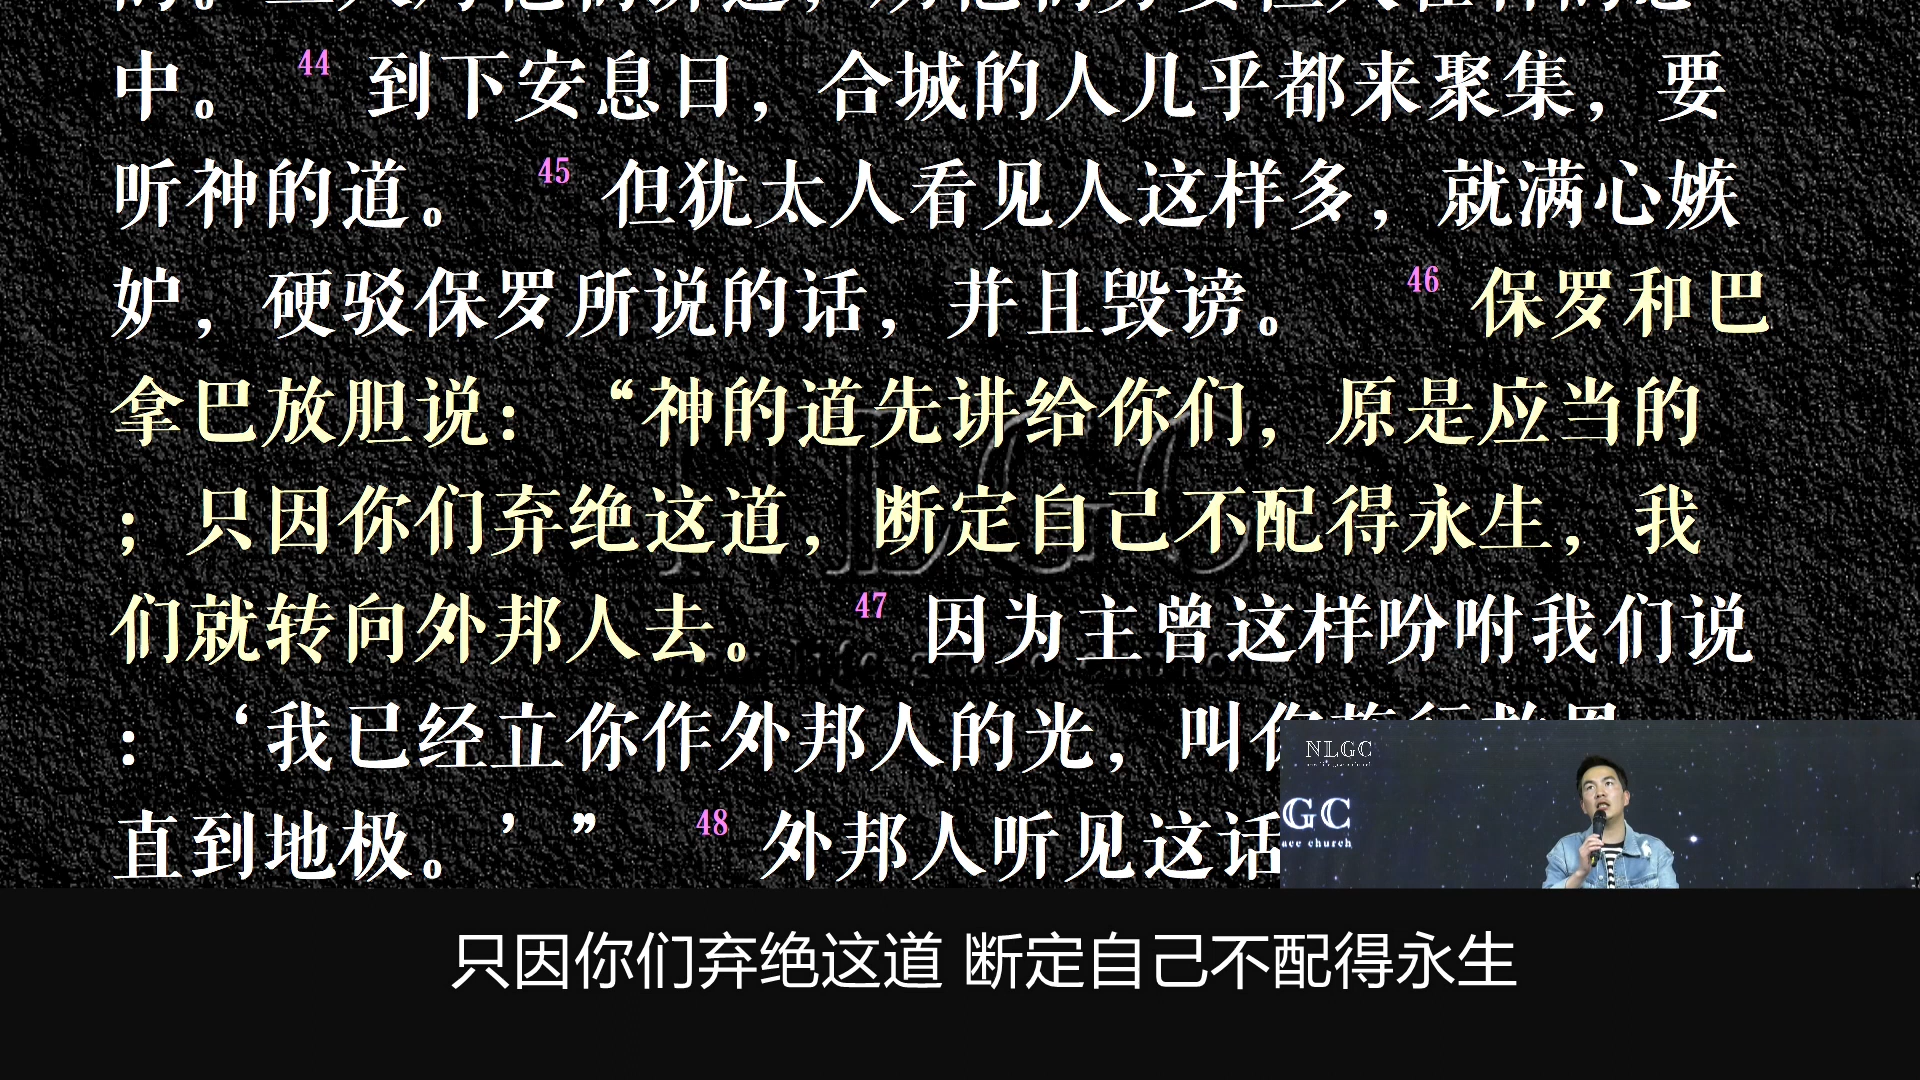 中。 44 到下安息日，合城的人几乎都来聚集，要
听神的道。 45 但犹太人看见人这样多，就满心嫉
妒，硬驳保罗所说的话，并且毁谤。 46 保罗和巴
拿巴放胆说：“神的道先讲给你们，原是应当的
；只因你们弃绝这道，断定自己不配得永生，我
们就转向外邦人去。 47 因为主曾这样吩咐我们说
：‘我已经立你作外邦人的光，叫你
直到地极。’” 48 外邦人听见这话
NLGC
NLGC
GC
ace church
只因你们弃绝这道 断定自己不配得永生